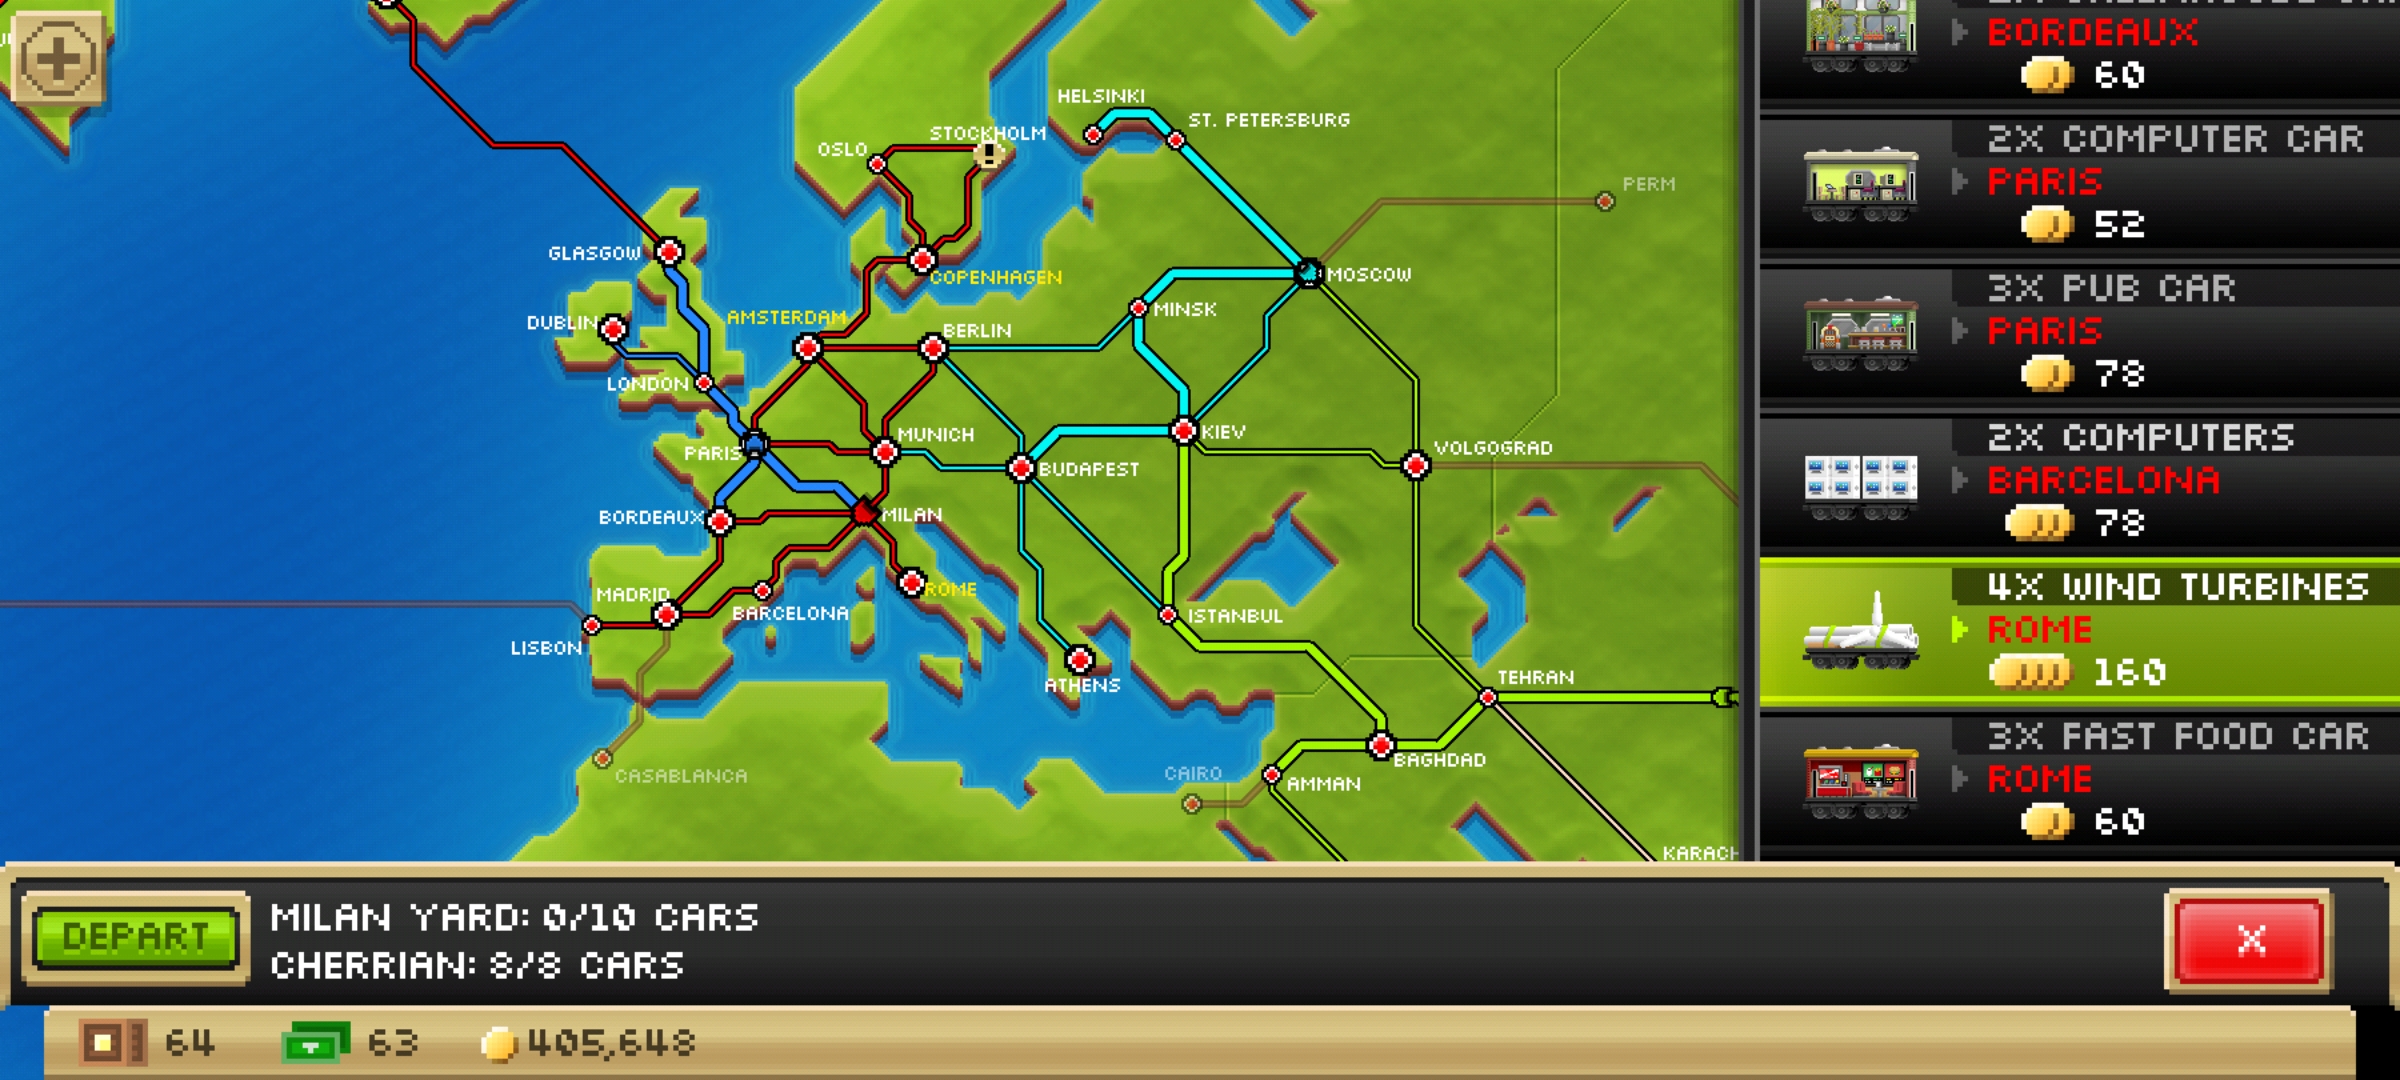 HELSINKI
ST. PETERSBURG
STOCKHOLM
OSLO
PERM
GLASGOW
COPENHAGEN
MOSCOW
MINSK
DUBLIN
AMSTERDAM
BERLIN
LONDON
PARIS
MUNICH
KIEV
VOLGOGRAD
BUDAPEST
BORDEAUX
MILAN
MADRID
ROME
BARCELONA
ISTANBUL
LISBON
ATHENS
TEHRAN
CASABLANCA
CAIRO
AMMAN
BAGHDAD
KARACH
BORDEAUX
60
2X COMPUTER CAR
PARIS
52
3X PUB CAR
PARIS
78
2X COMPUTERS
BARCELONA
78
4X WIND TURBINES
ROME
160
3X FAST FOOD CAR
ROME
60
DEPART
MILAN YARD: 0/10 CARS
CHERRIAN: 8/8 CARS
X
64
63
405,648